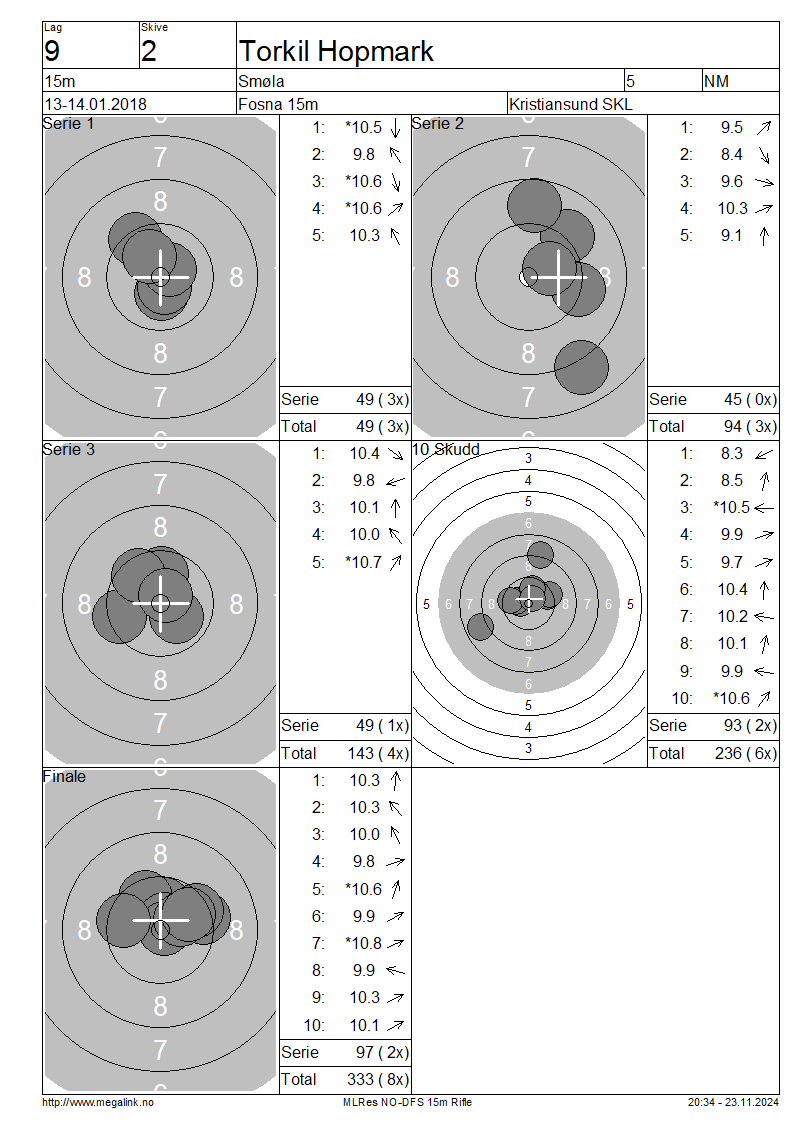 Lag
Skive
9
2
Torkil Hopmark
15m
Smøla
5
NM
13-14.01.2018
Fosna 15m
Kristiansund SKL
Serie 1
6
7
8
8 8
8
7
6
1: *10.5
2: 9.8
3: *10.6
4: *10.6
5: 10.3
Serie 49 ( 3x)
Total 49 ( 3x)
Serie 2
6
7
8 8
8
7
6
1: 9.5
2: 8.4
3: 9.6
4: 10.3
5: 9.1
Serie 45 ( 0x)
Total 94 ( 3x)
Serie 3
6
7
8
8 8
8
7
6
1: 10.4
2: 9.8
3: 10.1
4: 10.0
5: *10.7
Serie 49 ( 1x)
Total 143 ( 4x)
10 Skudd
3
4
5
6
7
8
5 6 7 8 8 7 6 5
8
7
6
5
4
3
1: 8.3
2: 8.5
3: *10.5
4: 9.9
5: 9.7
6: 10.4
7: 10.2
8: 10.1
9: 9.9
10: *10.6
Serie 93 ( 2x)
Total 236 ( 6x)
Finale
6
7
8
8 8
8
7
6
1: 10.3
2: 10.3
3: 10.0
4: 9.8
5: *10.6
6: 9.9
7: *10.8
8: 9.9
9: 10.3
10: 10.1
Serie 97 ( 2x)
Total 333 ( 8x)
http://www.megalink.no
MLRes NO-DFS 15m Rifle
20:34 - 23.11.2024